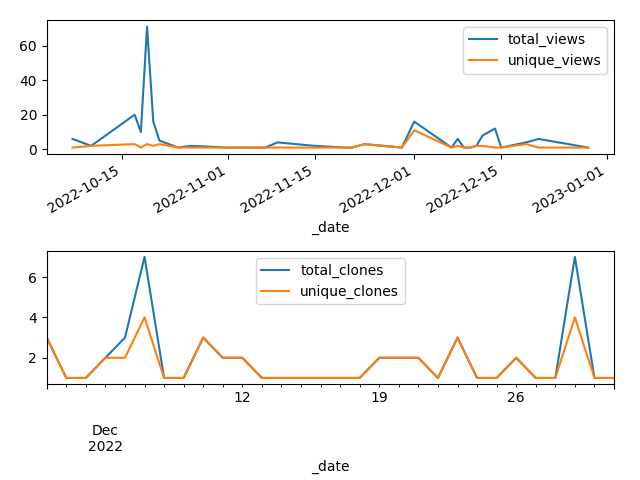 60
40
20
0
total_views
unique_views
2022-10-15
2022-11-01
2022-11-15
2022-12-01
2022-12-15
2023-01-01
_date
6
4
2
total_clones
unique_clones
12
19
26
Dec
2022
_date